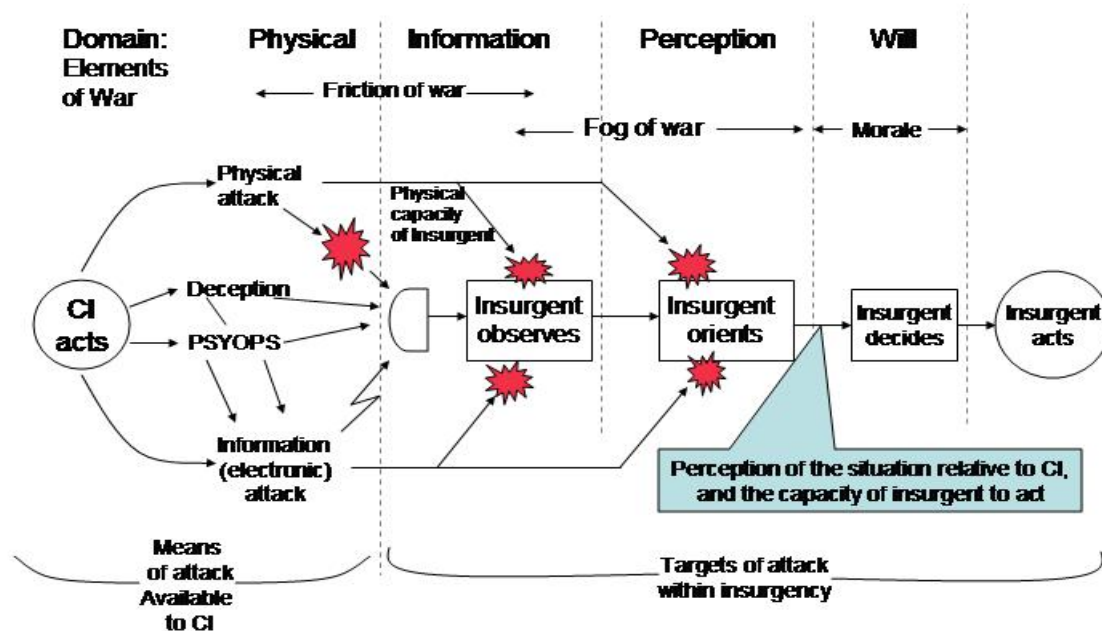 Domain:
Elements
of War
Physical
Information
Perception
Will
Friction of war
Fog of war
Morale
Physical
attack
Physical
capacity
of Insurgent
CI
acts
Deception
PSYOPS
Information
(electronic)
attack
Insurgent
observes
Insurgent
orients
Insurgent
decides
Insurgent
acts
Perception of the situation relative to CI,
and the capacity of insurgent to act
Means
of attack
Available
to CI
Targets of attack
within insurgency